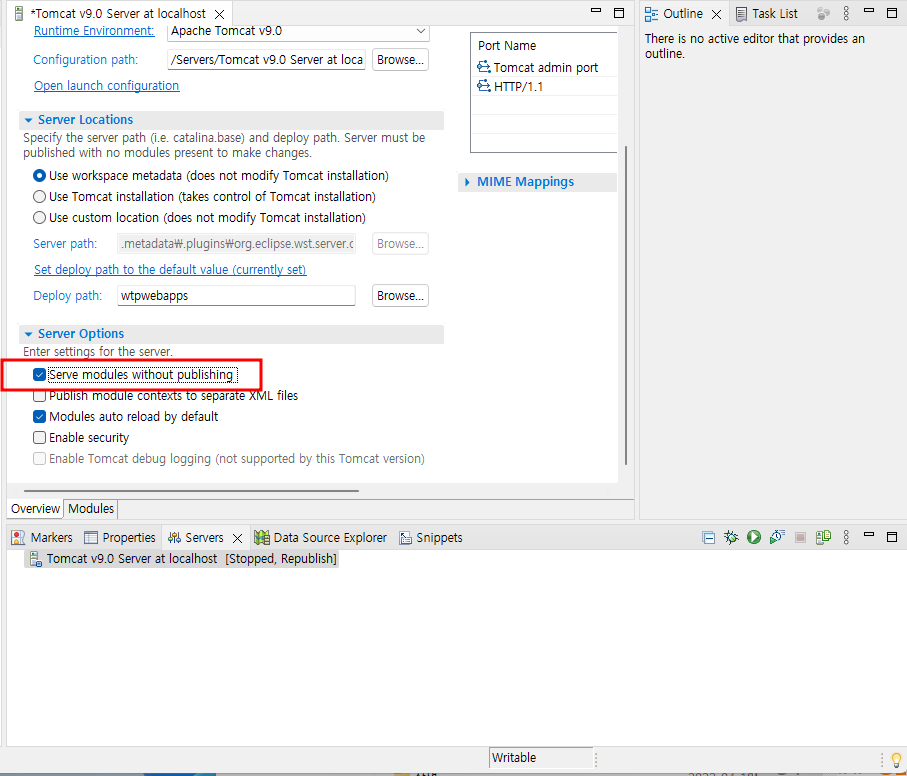 *Tomcat v9.0 Server at localhost
Runtime Environment: Apache Tomcat v9.0
Configuration path: /Servers/Tomcat v9.0 Server at loca Browse...
Open launch configuration
Server Locations
Specify the server path (i.e. catalina.base) and deploy path. Server must be
published with no modules present to make changes.
Use workspace metadata (does not modify Tomcat installation)
Use Tomcat installation (takes control of Tomcat installation)
Use custom location (does not modify Tomcat installation)
Server path: .metadata₩.plugins₩org.eclipse.wst.server.c Browse...
Set deploy path to the default value (currently set)
Deploy path: wtpwebapps Browse...
Server Options
Enter settings for the server.
Serve modules without publishing
Publish module contexts to separate XML files
Modules auto reload by default
Enable security
Enable Tomcat debug logging (not supported by this Tomcat version)
Port Name
Tomcat admin port
HTTP/1.1
MIME Mappings
Overview Modules
Outline Task List
There is no active editor that provides an
outline.
Markers Properties Servers Data Source Explorer Snippets
Tomcat v9.0 Server at localhost [Stopped, Republish]
Writable